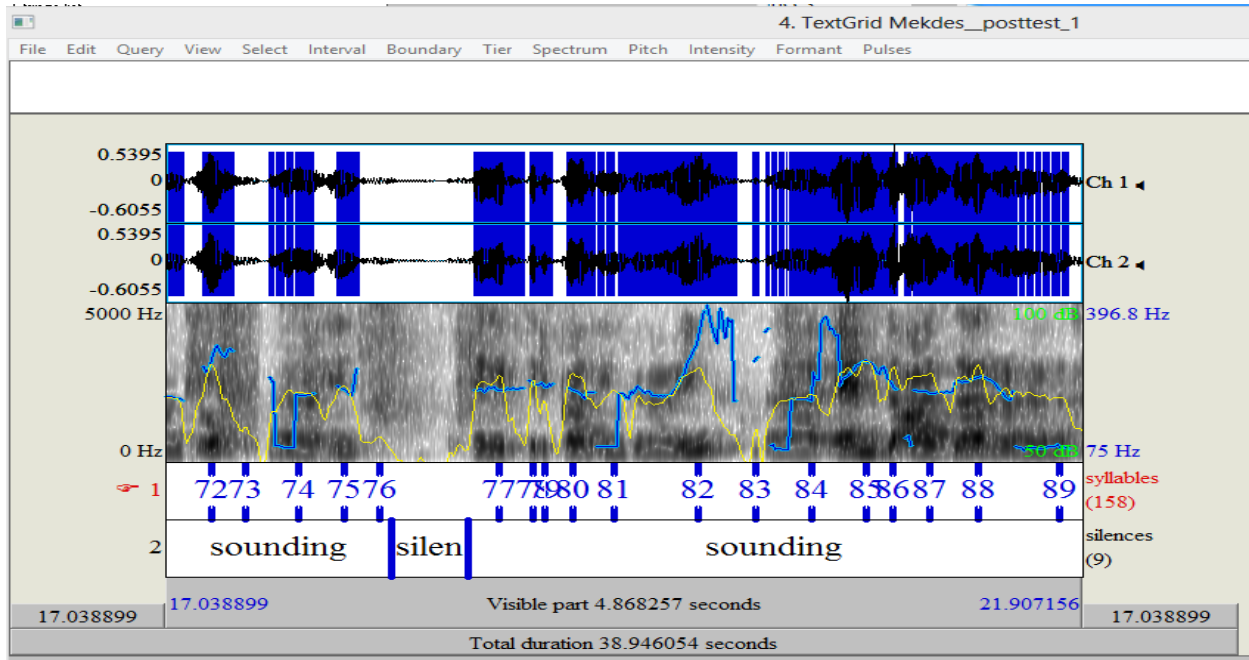 4. TextGrid Mekdes__posttest_1
File Edit Query View Select Interval Boundary Tier Spectrum Pitch Intensity Formant Pulses
0.5395
0
-0.6055
Ch 1
0.5395
0
-0.6055
Ch 2
5000 Hz
100 dB
396.8 Hz
0 Hz
50 dB
75 Hz
1
72 73 74 75 76 77 78 79 80 81 82 83 84 85 86 87 88 89
syllables
(158)
2
sounding silen sounding
silences
(9)
17.038899
17.038899 Visible part 4.868257 seconds 21.907156
17.038899
Total duration 38.946054 seconds